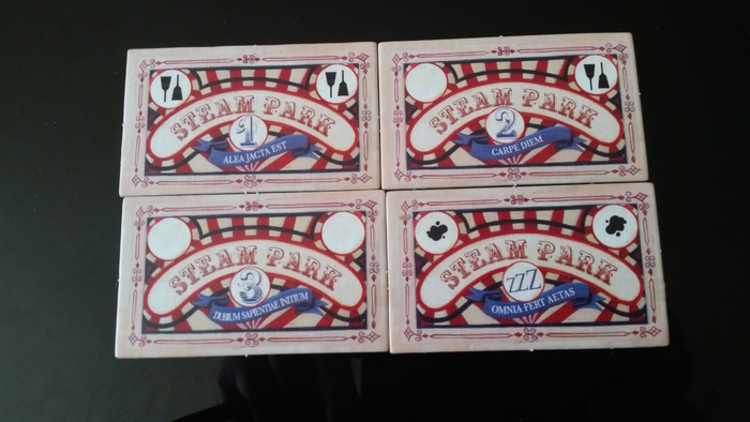 STEAM PARK
1
ALEA JACTA EST
STEAM PARK
2
CARPE DIEM
STEAM PARK
3
DUBIUM SAPIENTIAE INITIUM
STEAM PARK
ZZZ
OMNIA FERT AETAS